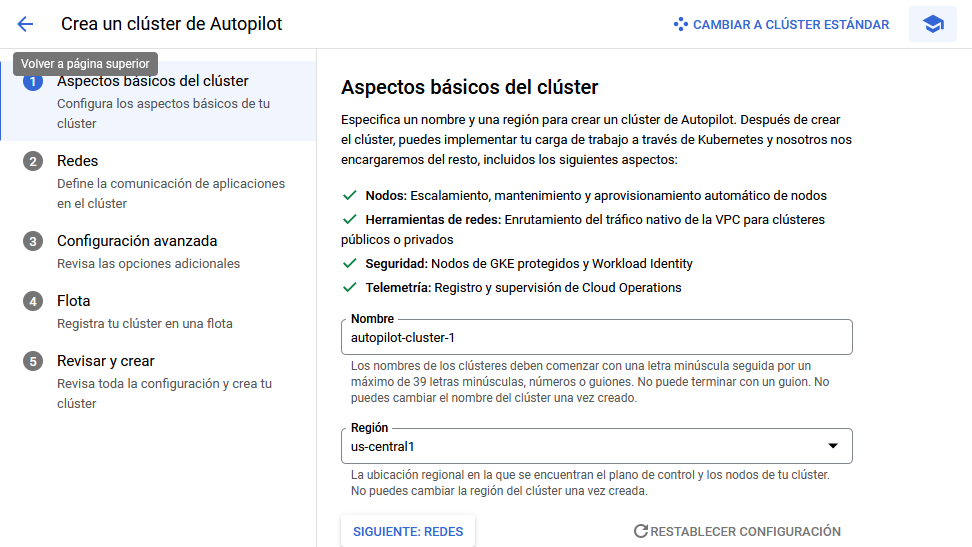 Crea un clúster de Autopilot
CAMBIAR A CLÚSTER ESTÁNDAR
Volver a página superior
1
Aspectos básicos del clúster
Configura los aspectos básicos de tu
clúster
2
Redes
Define la comunicación de aplicaciones
en el clúster
3
Configuración avanzada
Revisa las opciones adicionales
4
Flota
Registra tu clúster en una flota
5
Revisar y crear
Revisa toda la configuración y crea tu
clúster
Aspectos básicos del clúster
Especifica un nombre y una región para crear un clúster de Autopilot. Después de crear
el clúster, puedes implementar tu carga de trabajo a través de Kubernetes y nosotros nos
encargaremos del resto, incluidos los siguientes aspectos:
Nodos: Escalamiento, mantenimiento y aprovisionamiento automático de nodos
Herramientas de redes: Enrutamiento del tráfico nativo de la VPC para clústeres
públicos o privados
Seguridad: Nodos de GKE protegidos y Workload Identity
Telemetría: Registro y supervisión de Cloud Operations
Nombre
autopilot-cluster-1
Los nombres de los clústeres deben comenzar con una letra minúscula seguida por un
máximo de 39 letras minúsculas, números o guiones. No puede terminar con un guion. No
puedes cambiar el nombre del clúster una vez creado.
Región
us-central1
La ubicación regional en la que se encuentran el plano de control y los nodos de tu clúster.
No puedes cambiar la región del clúster una vez creada.
SIGUIENTE: REDES
RESTABLECER CONFIGURACIÓN